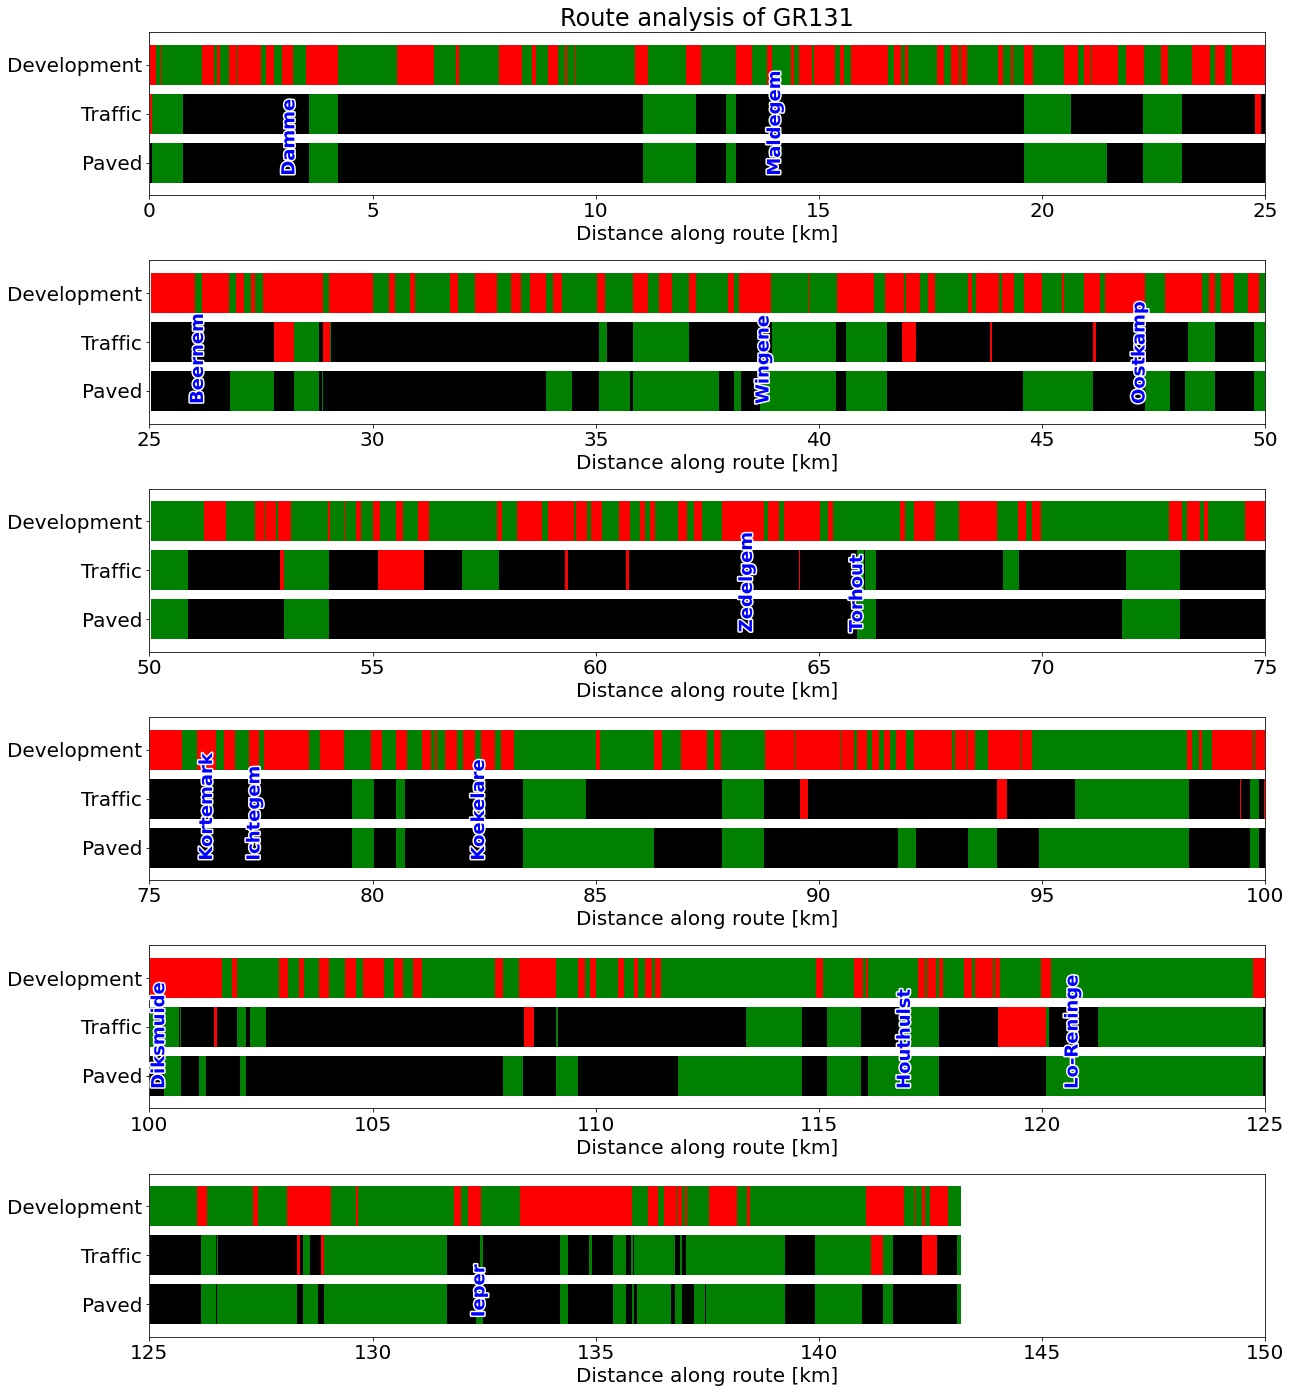 Route analysis of GR131
Development
Traffic
Paved
Damme
Maldegem
0 5 10 15 20 25
Distance along route [km]
Development
Traffic
Paved
Beernem
Wingene
Oostkamp
25 30 35 40 45 50
Distance along route [km]
Development
Traffic
Paved
Zedelgem
Torhout
50 55 60 65 70 75
Distance along route [km]
Development
Traffic
Paved
Kortemark
Ichtegem
Koekelare
75 80 85 90 95 100
Distance along route [km]
Development
Traffic
Paved
Diksmuide
Houthulst
Lo-Reninge
100 105 110 115 120 125
Distance along route [km]
Development
Traffic
Paved
Ieper
125 130 135 140 145 150
Distance along route [km]